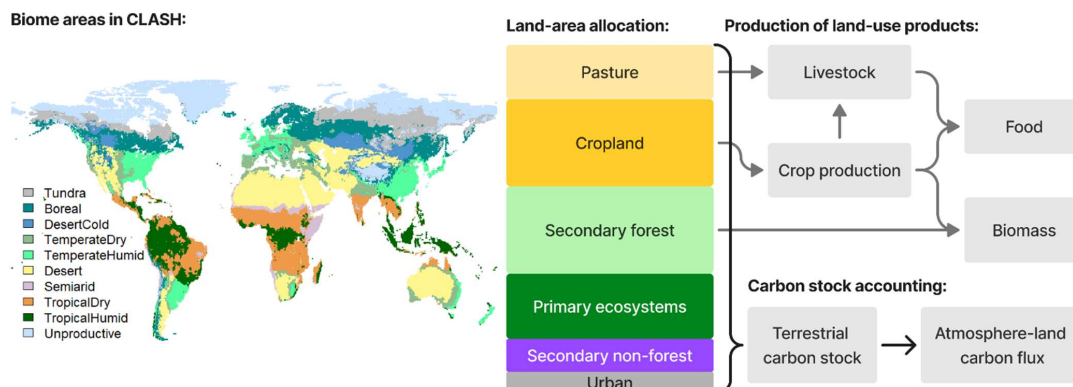 Biome areas in CLASH:
Tundra
Boreal
DesertCold
TemperateDry
TemperateHumid
Desert
Semiarid
TropicalDry
TropicalHumid
Unproductive
Land-area allocation:
Pasture
Cropland
Secondary forest
Primary ecosystems
Secondary non-forest
Urban
Production of land-use products:
Livestock
Crop production
Food
Biomass
Carbon stock accounting:
Terrestrial
carbon stock
Atmosphere-land
carbon flux